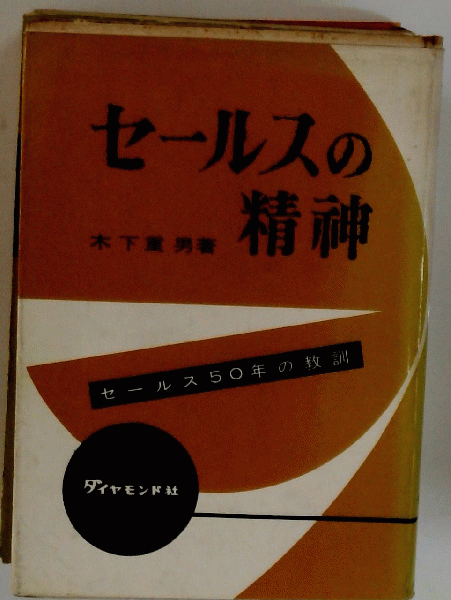 セールスの
精神
木下重男著
セールス50年の教訓
ダイヤモンド社